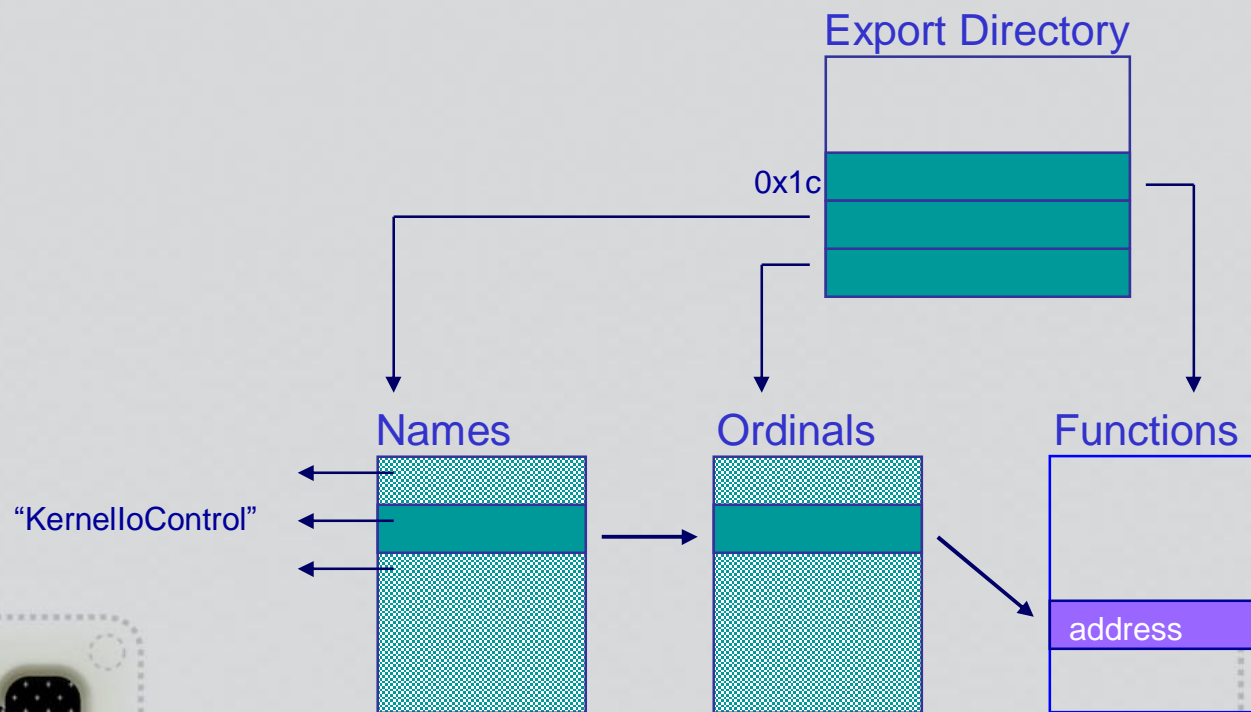 Export Directory
0x1c
Names
Ordinals
Functions
“KernelIoControl”
address